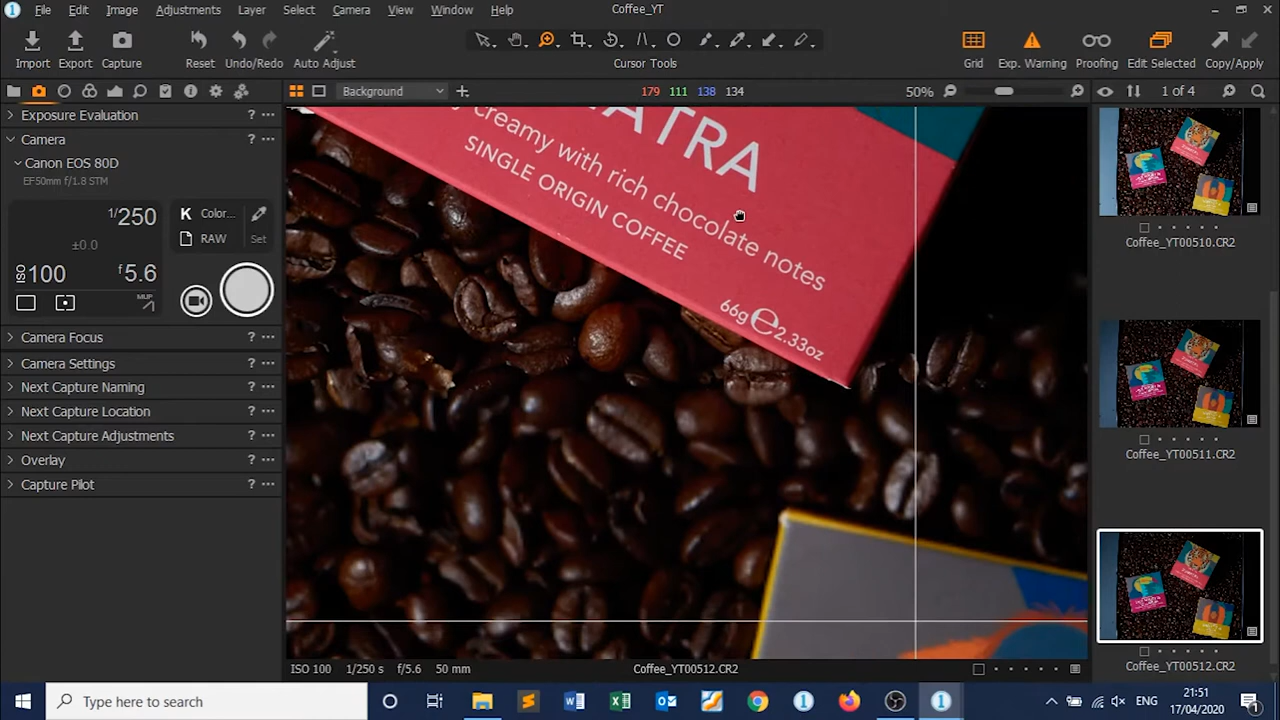 File Edit Image Adjustments Layer Select Camera View Window Help
Coffee_YT
Import Export Capture
Reset Undo/Redo Auto Adjust
Cursor Tools
Grid Exp. Warning Proofing Edit Selected Copy/Apply
Background
179 111 138 134
50%
1 of 4
Exposure Evaluation ? ...
Camera ? ...
Canon EOS 80D
EF50mm f/1.8 STM
1/250
±0.0
ISO 100 f5.6
K Color...
RAW Set
MUP
Camera Focus ? ...
Camera Settings ? ...
Next Capture Naming ? ...
Next Capture Location ? ...
Next Capture Adjustments ? ...
Overlay ? ...
Capture Pilot ? ...
creamy with rich chocolate notes
SINGLE ORIGIN COFFEE
66g ℮ 2.33oz
Coffee_YT00510.CR2
Coffee_YT00511.CR2
Coffee_YT00512.CR2
ISO 100 1/250 s f/5.6 50 mm
Coffee_YT00512.CR2
Type here to search
ENG
21:51
17/04/2020